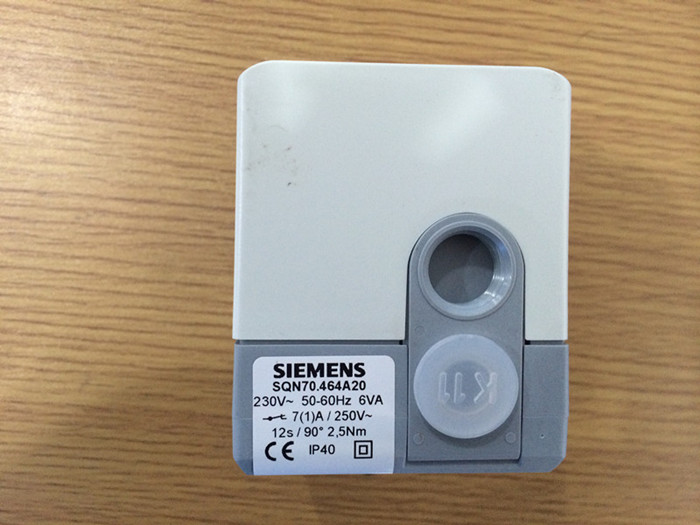 SIEMENS
SQN70.464A20
230V~ 50-60Hz 6VA
7(1)A / 250V~
12s / 90° 2,5Nm
CE IP40
K11